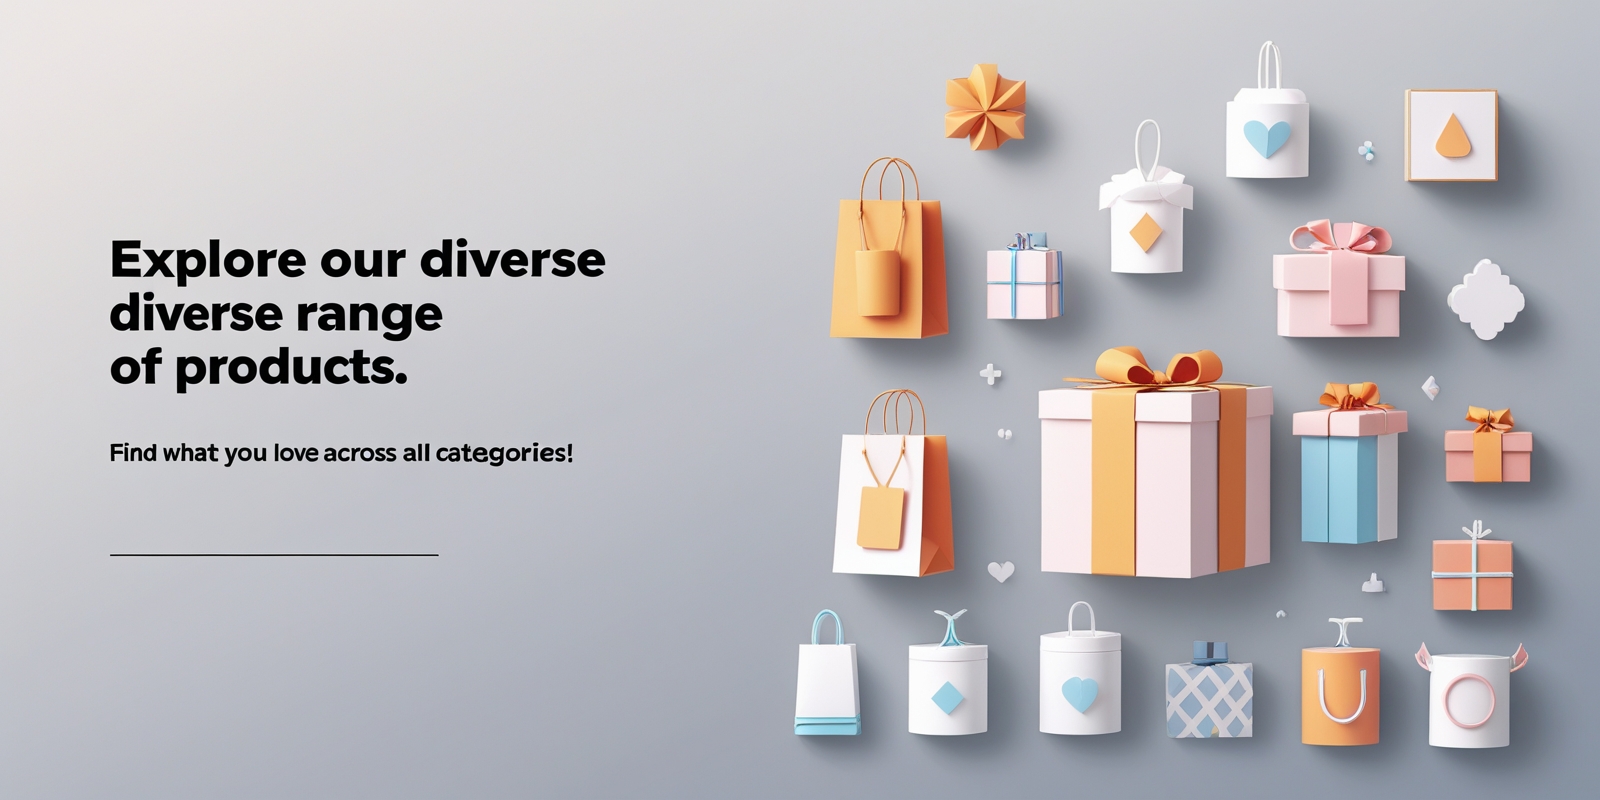 Explore our diverse
diverse range
of products.
Find what you love across all categories!